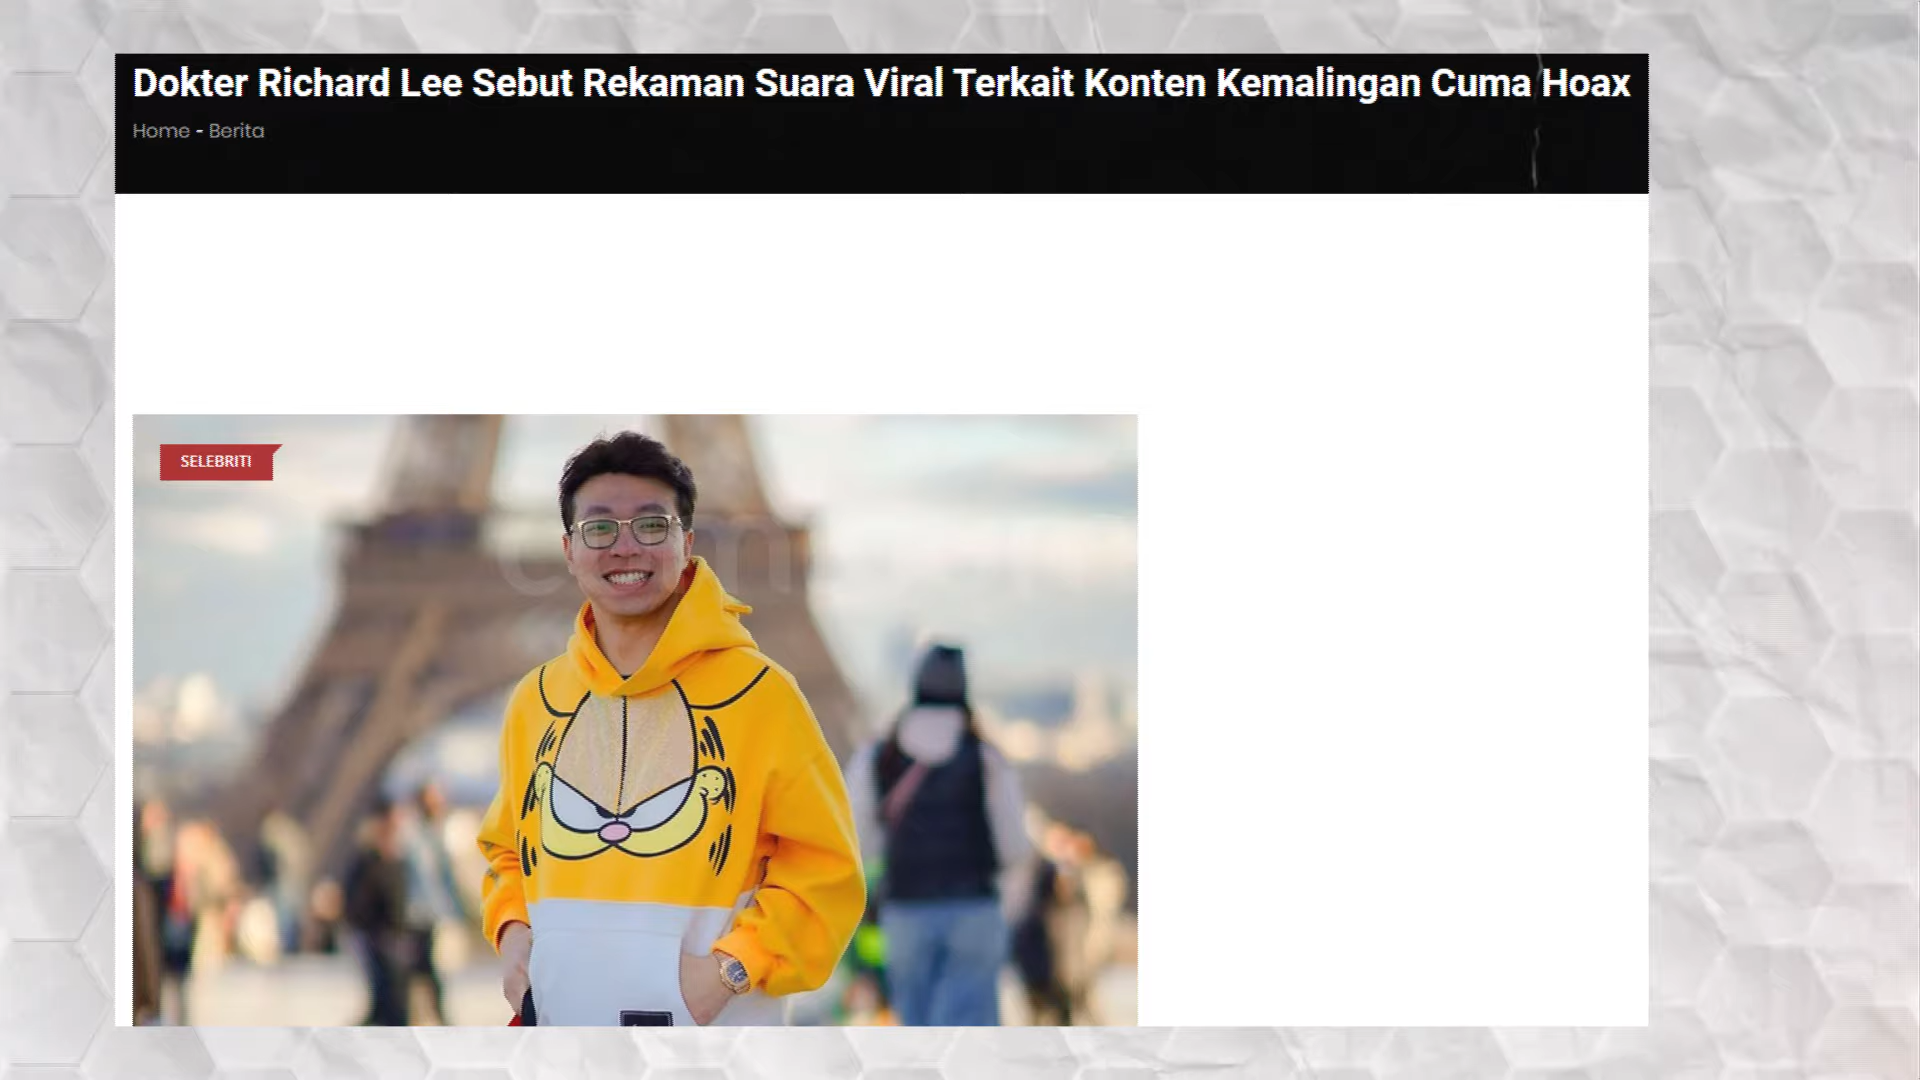 Dokter Richard Lee Sebut Rekaman Suara Viral Terkait Konten Kemalingan Cuma Hoax
Home - Berita
SELEBRITI